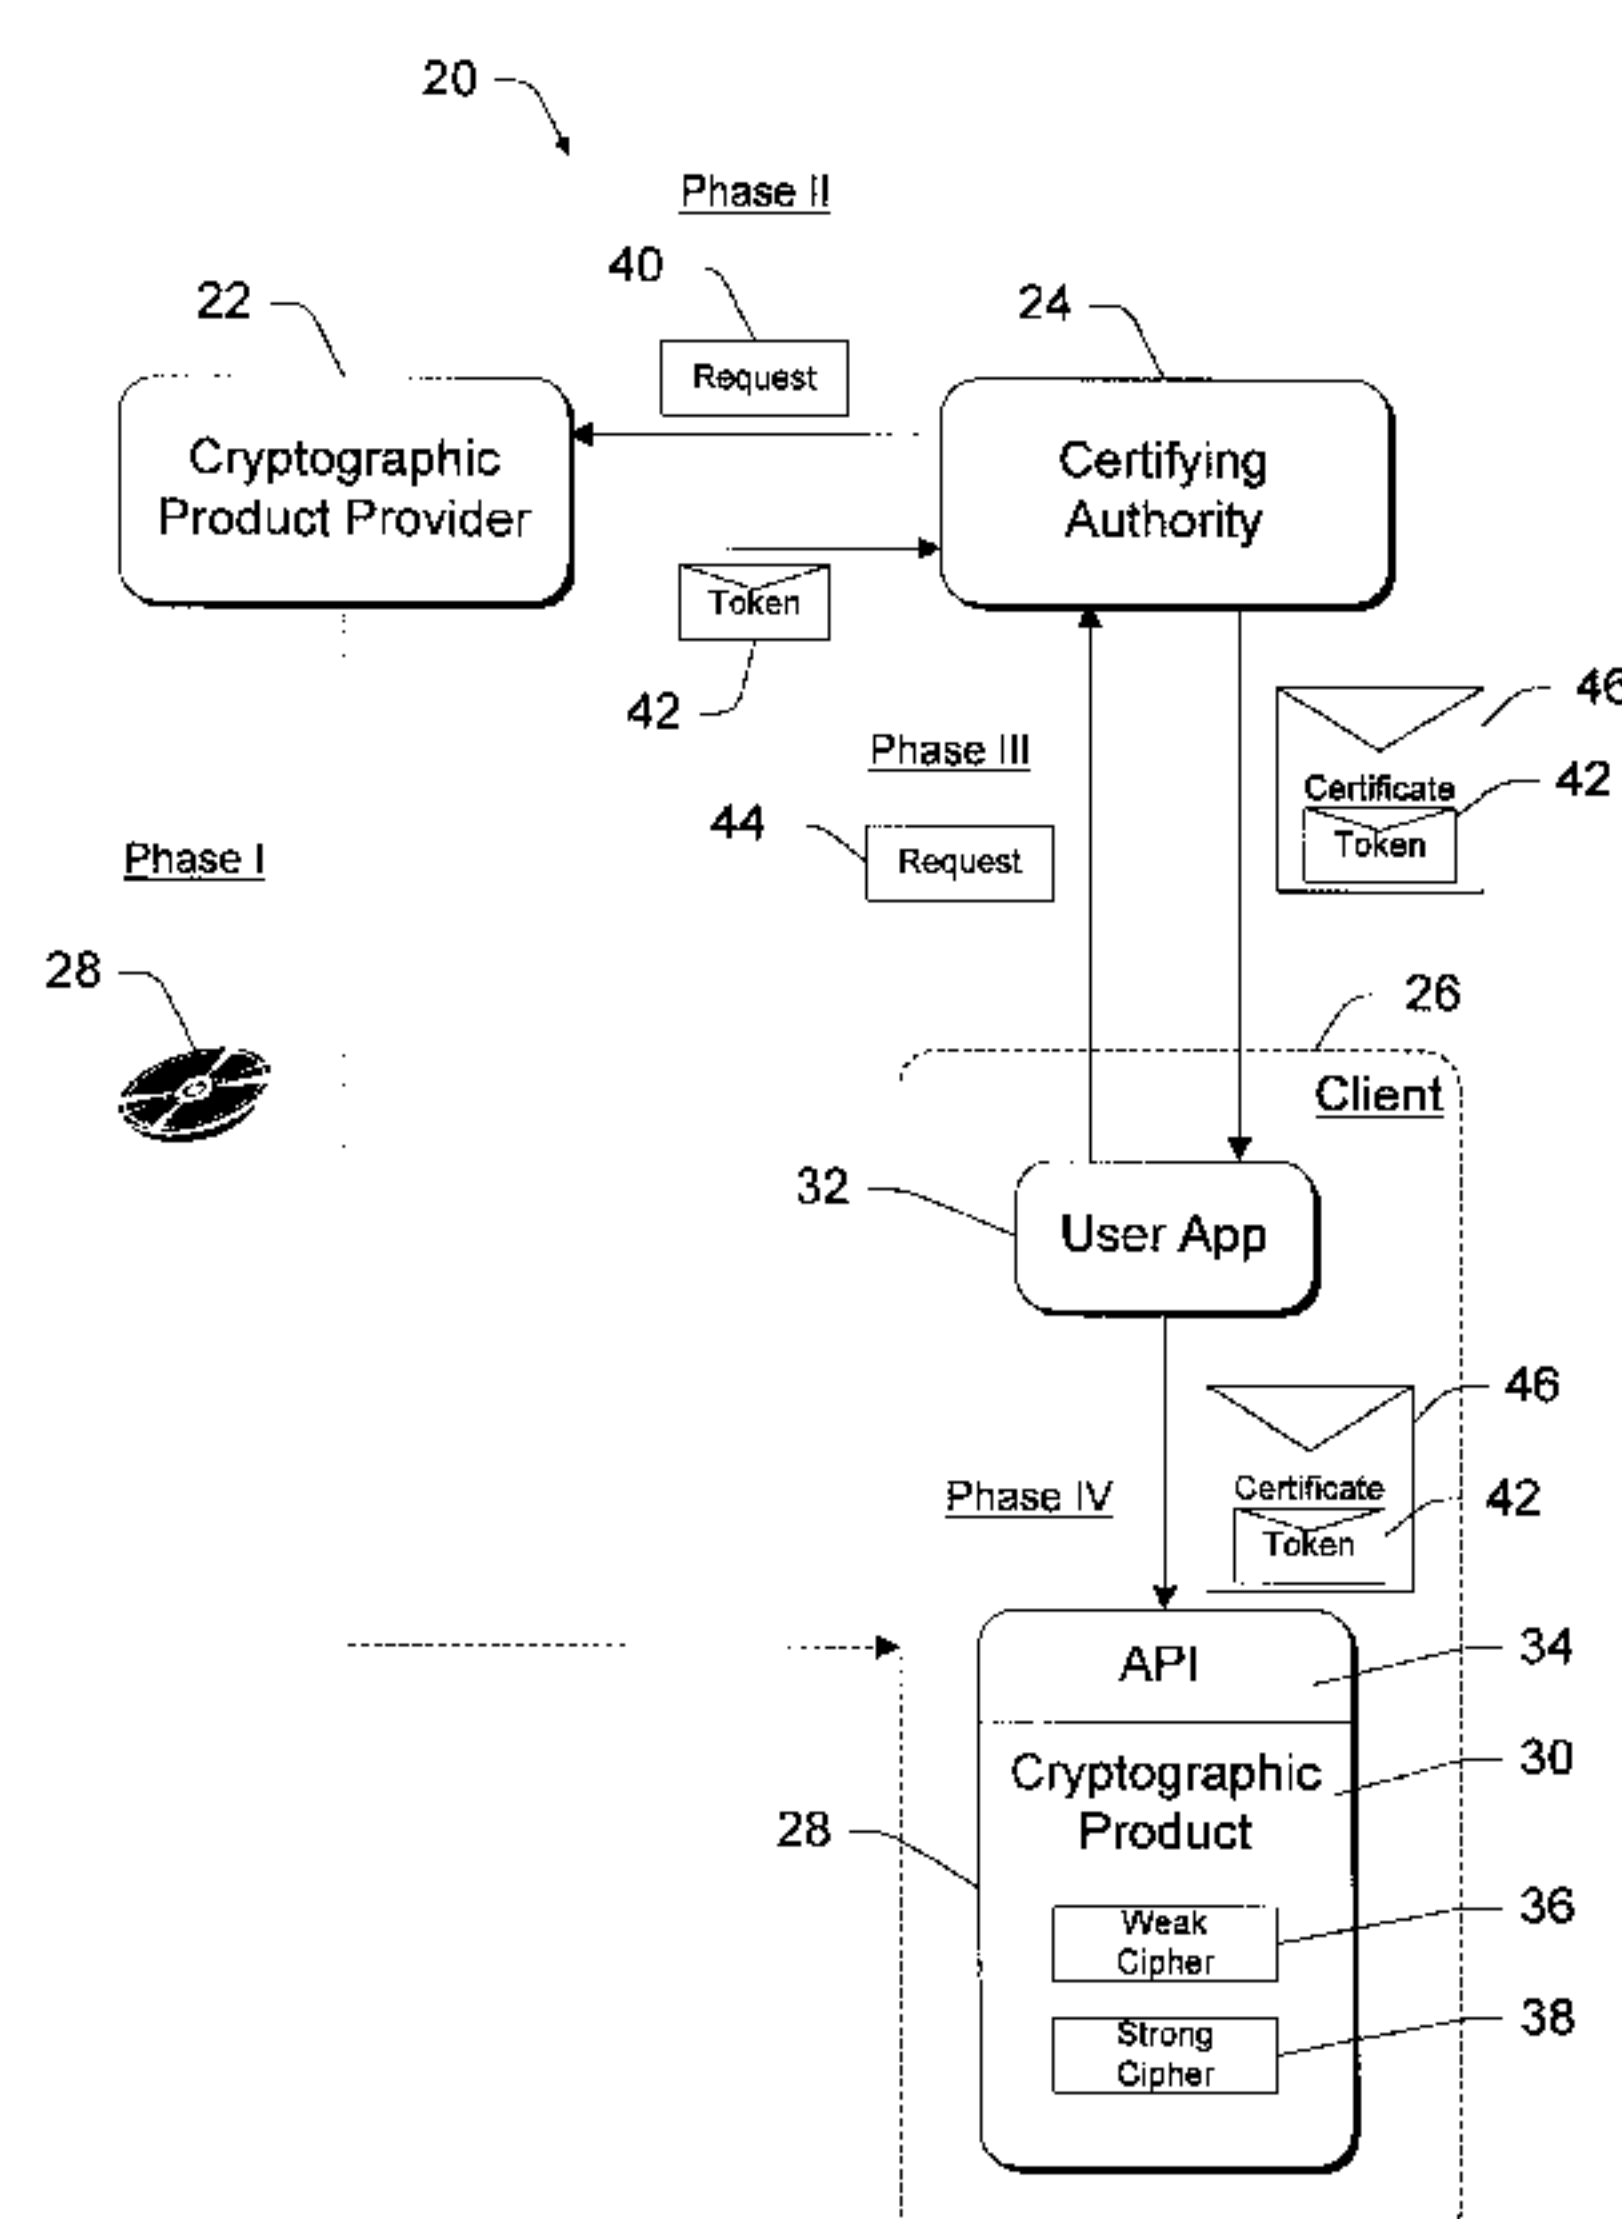 20
Phase II
40
22
24
Request
Cryptographic
Product Provider
Certifying
Authority
Token
42
46
Phase III
Certificate
42
Token
44
Request
Phase I
28
26
Client
32
User App
46
Phase IV
Certificate
42
Token
API
34
Cryptographic
Product
30
28
Weak
Cipher
36
Strong
Cipher
38